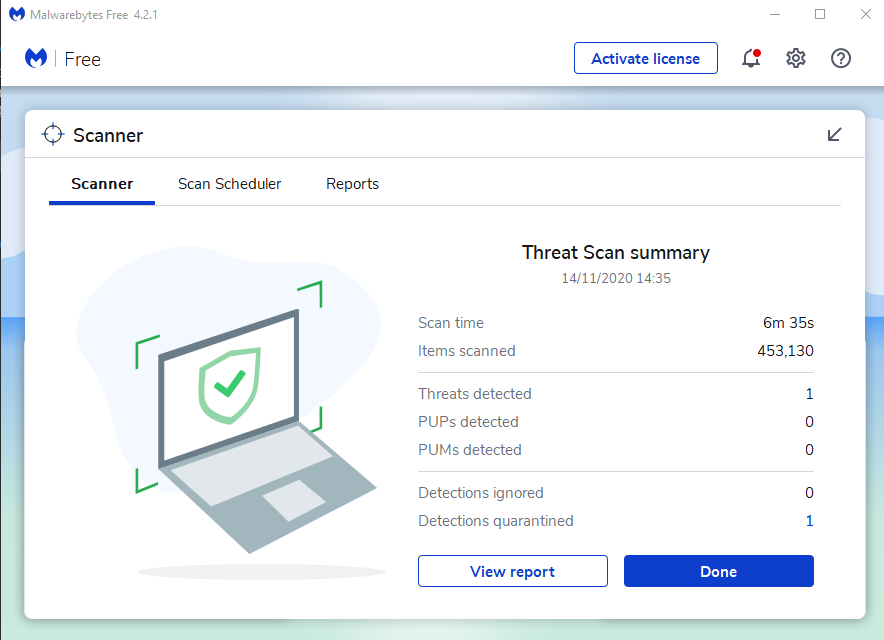 Malwarebytes Free 4.2.1
Free
Activate license
Scanner
Scanner Scan Scheduler Reports
Threat Scan summary
14/11/2020 14:35
Scan time 6m 35s
Items scanned 453,130
Threats detected 1
PUPs detected 0
PUMs detected 0
Detections ignored 0
Detections quarantined 1
View report Done